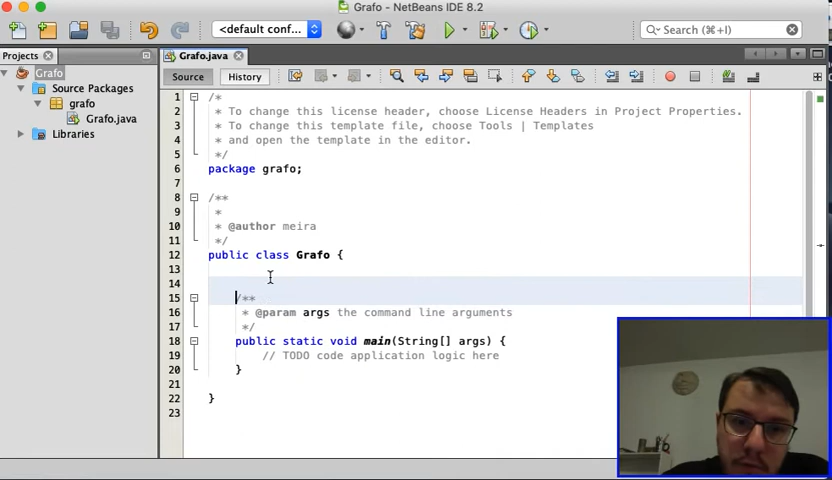 Grafo - NetBeans IDE 8.2
<default conf...
Search (⌘+I)
Projects
Grafo.java
Source
History
Grafo
Source Packages
grafo
Grafo.java
Libraries
1 /*
2 * To change this license header, choose License Headers in Project Properties.
3 * To change this template file, choose Tools | Templates
4 * and open the template in the editor.
5 */
6 package grafo;
7
8 /**
9 *
10 * @author meira
11 */
12 public class Grafo {
13
14
15 /**
16 * @param args the command line arguments
17 */
18 public static void main(String[] args) {
19 // TODO code application logic here
20 }
21
22 }
23